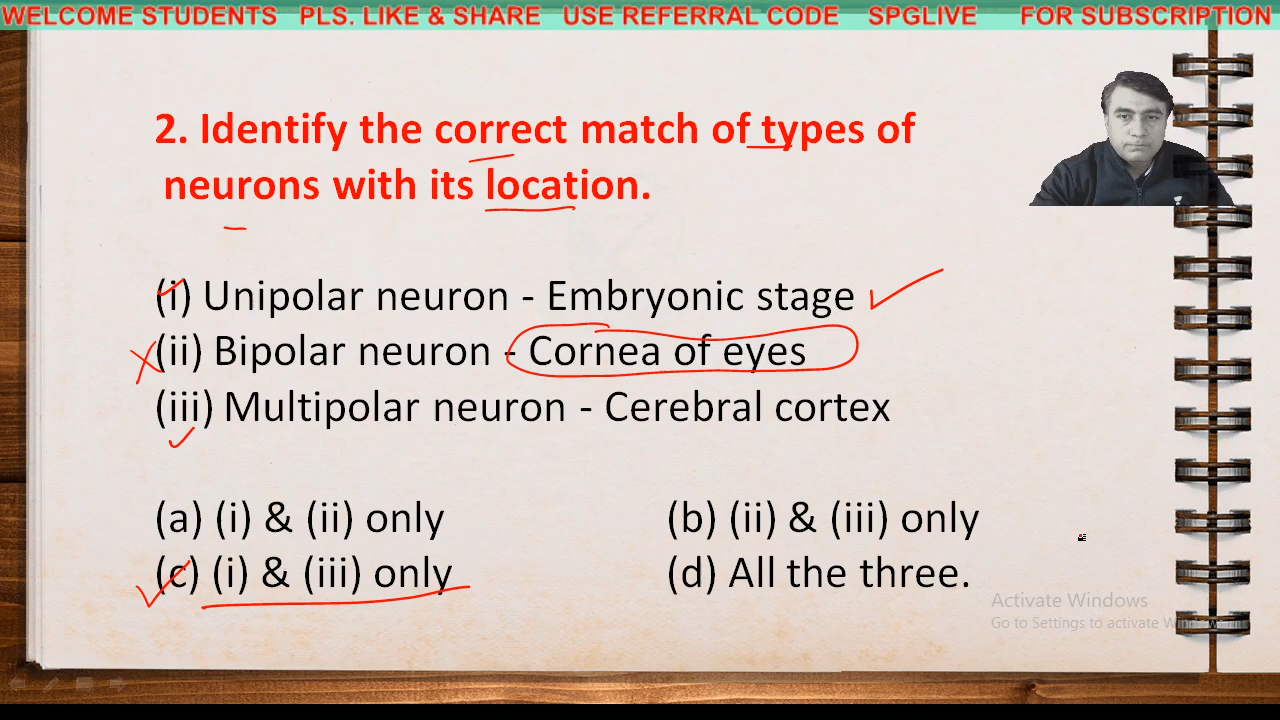 WELCOME STUDENTS PLS. LIKE & SHARE USE REFERRAL CODE SPGLIVE FOR SUBSCRIPTION
2. Identify the correct match of types of
neurons with its location.
(i) Unipolar neuron - Embryonic stage
(ii) Bipolar neuron - Cornea of eyes
(iii) Multipolar neuron - Cerebral cortex
(a) (i) & (ii) only (b) (ii) & (iii) only
(c) (i) & (iii) only (d) All the three.
Activate Windows
Go to Settings to activate